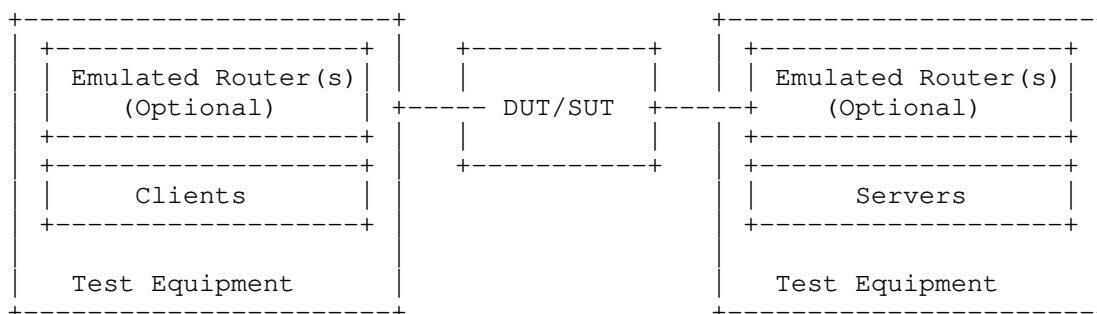 Emulated Router(s)
(Optional)
Clients
Test Equipment
DUT/SUT
Emulated Router(s)
(Optional)
Servers
Test Equipment